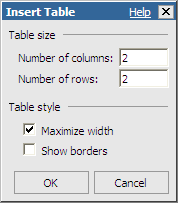 Insert Table Help
Table size
Number of columns: 2
Number of rows: 2
Table style
Maximize width
Show borders
OK Cancel